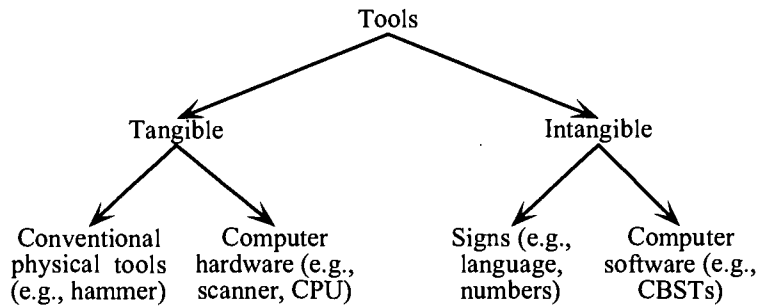 Tools
Tangible
Intangible
Conventional
physical tools
(e.g., hammer)
Computer
hardware (e.g.,
scanner, CPU)
Signs (e.g.,
language,
numbers)
Computer
software (e.g.,
CBSTs)